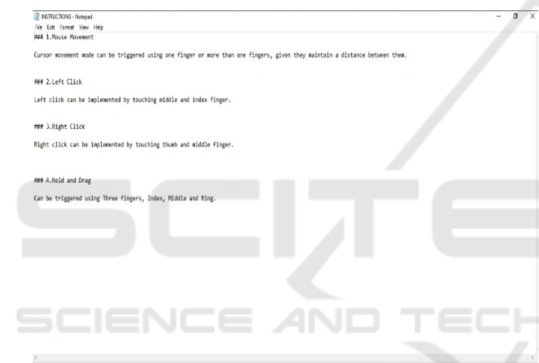 INSTRUCTIONS - Notepad
File Edit Format View Help
### 1.Mouse Movement
Cursor movement mode can be triggered using one finger or more than one fingers, given they maintain a distance between them.
### 2.Left Click
Left click can be implemented by touching middle and index finger.
### 3.Right Click
Right click can be implemented by touching thumb and middle finger.
### 4.Hold and Drag
Can be triggered using Three fingers, Index, Middle and Ring.
SCITE
SCIENCE AND TECH